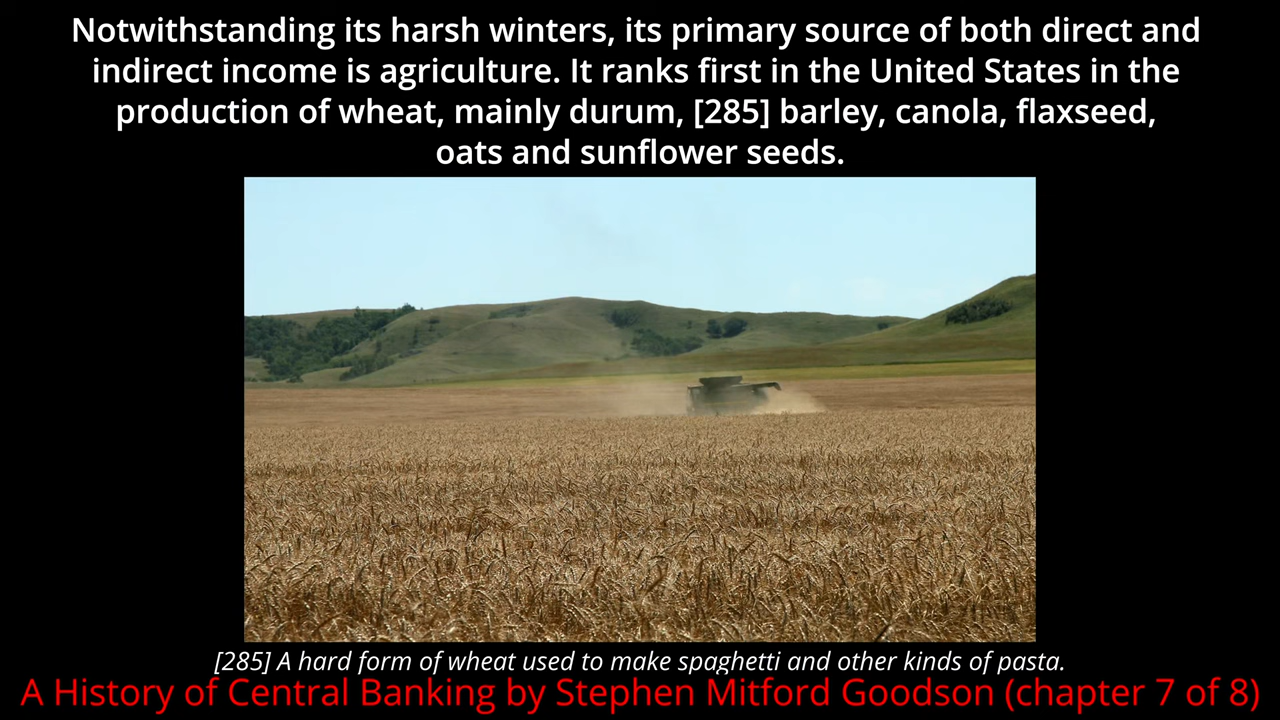 Notwithstanding its harsh winters, its primary source of both direct and
indirect income is agriculture. It ranks first in the United States in the
production of wheat, mainly durum, [285] barley, canola, flaxseed,
oats and sunflower seeds.
[285] A hard form of wheat used to make spaghetti and other kinds of pasta.
A History of Central Banking by Stephen Mitford Goodson (chapter 7 of 8)